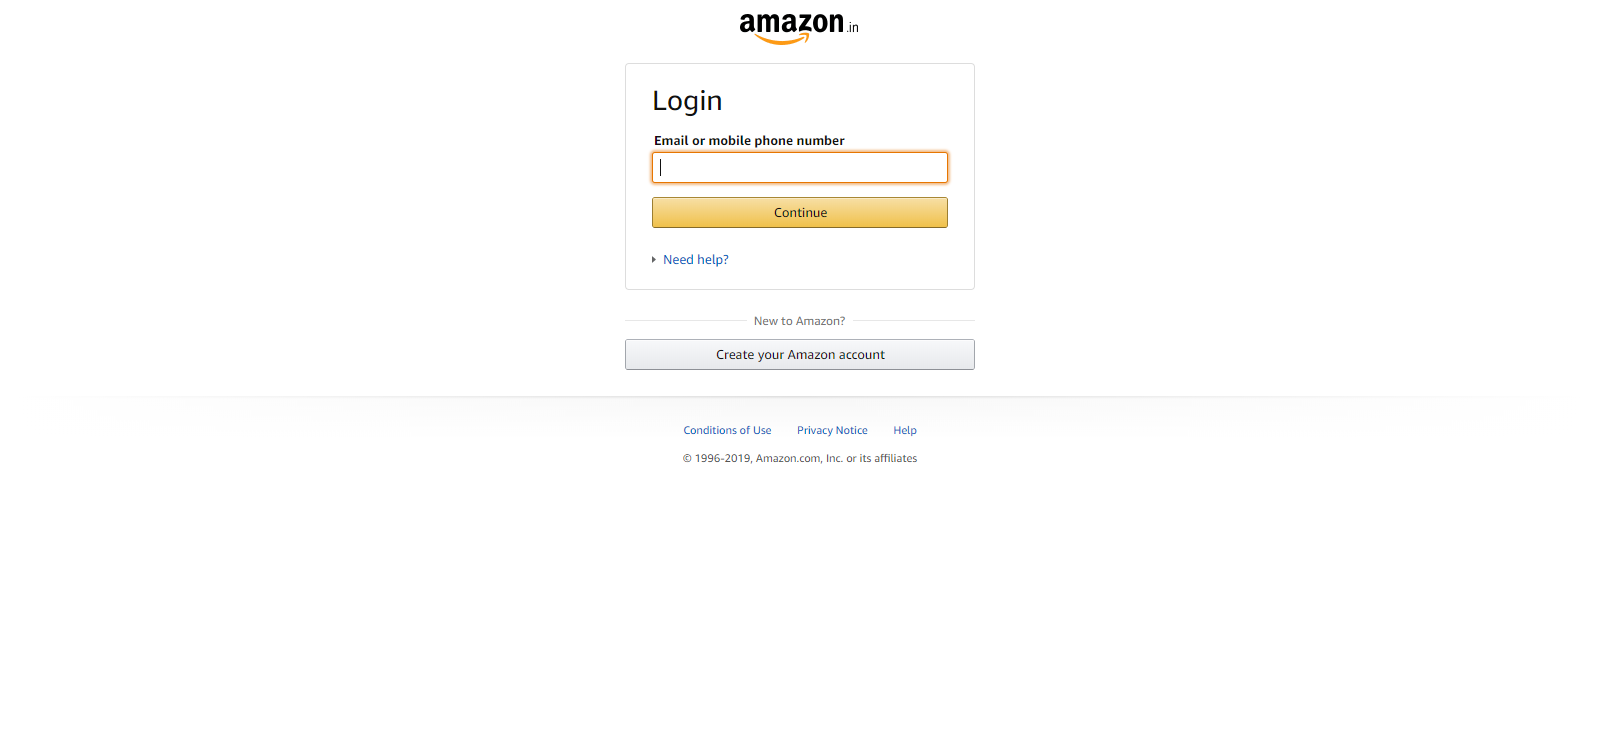 amazon.in
Login
Email or mobile phone number
Continue
Need help?
New to Amazon?
Create your Amazon account
Conditions of Use Privacy Notice Help
© 1996-2019, Amazon.com, Inc. or its affiliates